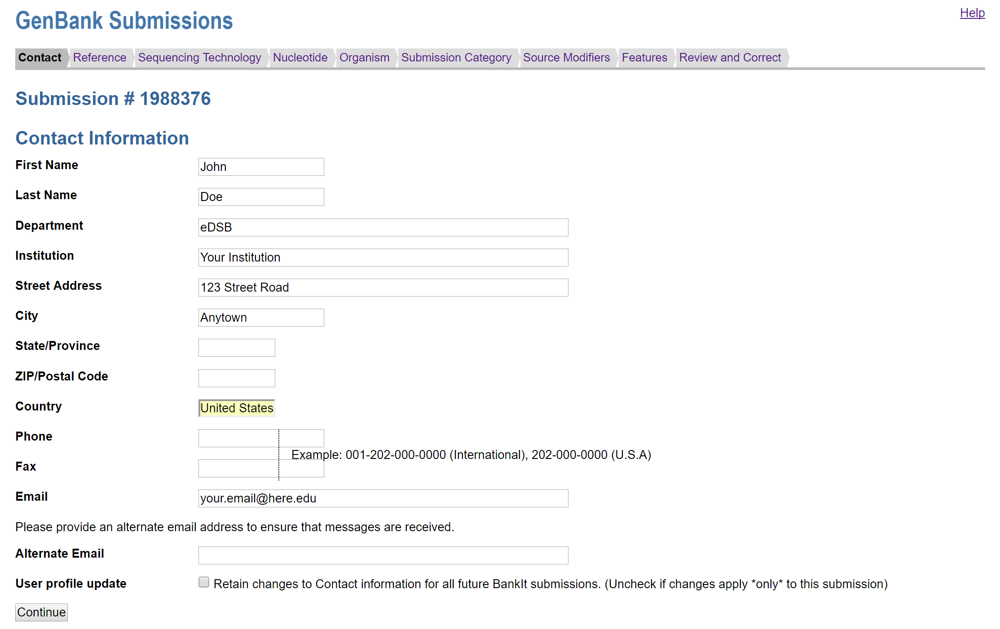 GenBank Submissions
Help
Contact Reference Sequencing Technology Nucleotide Organism Submission Category Source Modifiers Features Review and Correct
Submission # 1988376
Contact Information
First Name John
Last Name Doe
Department eDSB
Institution Your Institution
Street Address 123 Street Road
City Anytown
State/Province
ZIP/Postal Code
Country United States
Phone
Example: 001-202-000-0000 (International), 202-000-0000 (U.S.A)
Fax
Email your.email@here.edu
Please provide an alternate email address to ensure that messages are received.
Alternate Email
User profile update Retain changes to Contact information for all future BankIt submissions. (Uncheck if changes apply *only* to this submission)
Continue